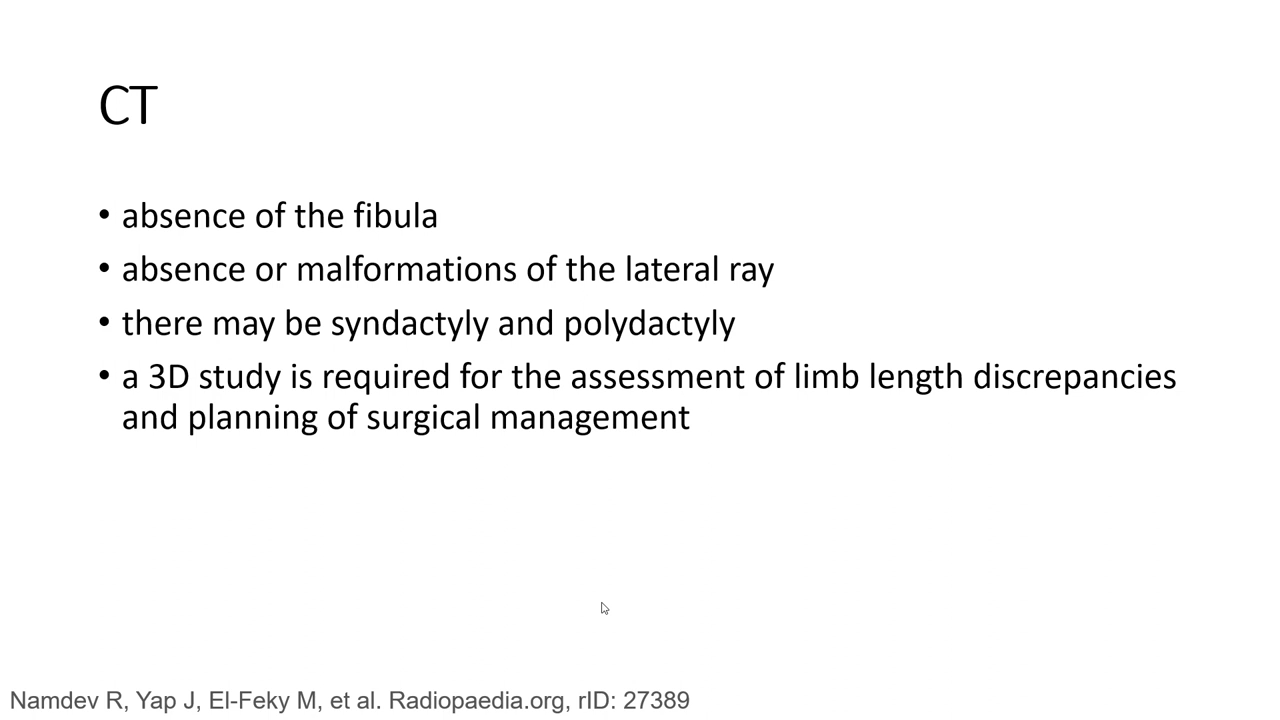 CT
• absence of the fibula
• absence or malformations of the lateral ray
• there may be syndactyly and polydactyly
• a 3D study is required for the assessment of limb length discrepancies
and planning of surgical management
Namdev R, Yap J, El-Feky M, et al. Radiopaedia.org, rID: 27389